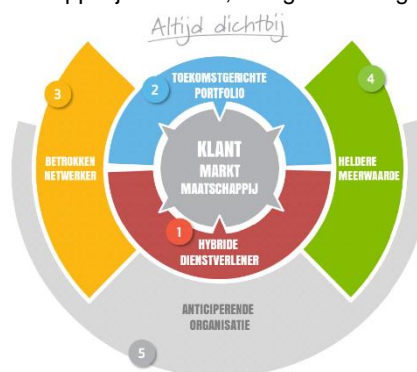 Altijd dichtbij
3
2
TOEKOMSTGERICHTE
PORTFOLIO
4
BETROKKEN
NETWERKER
KLANT
MARKT
MAATSCHAPPIJ
HELDERE
MEERWAARDE
1
HYBRIDE
DIENSTVERLENER
ANTICIPERENDE
ORGANISATIE
5